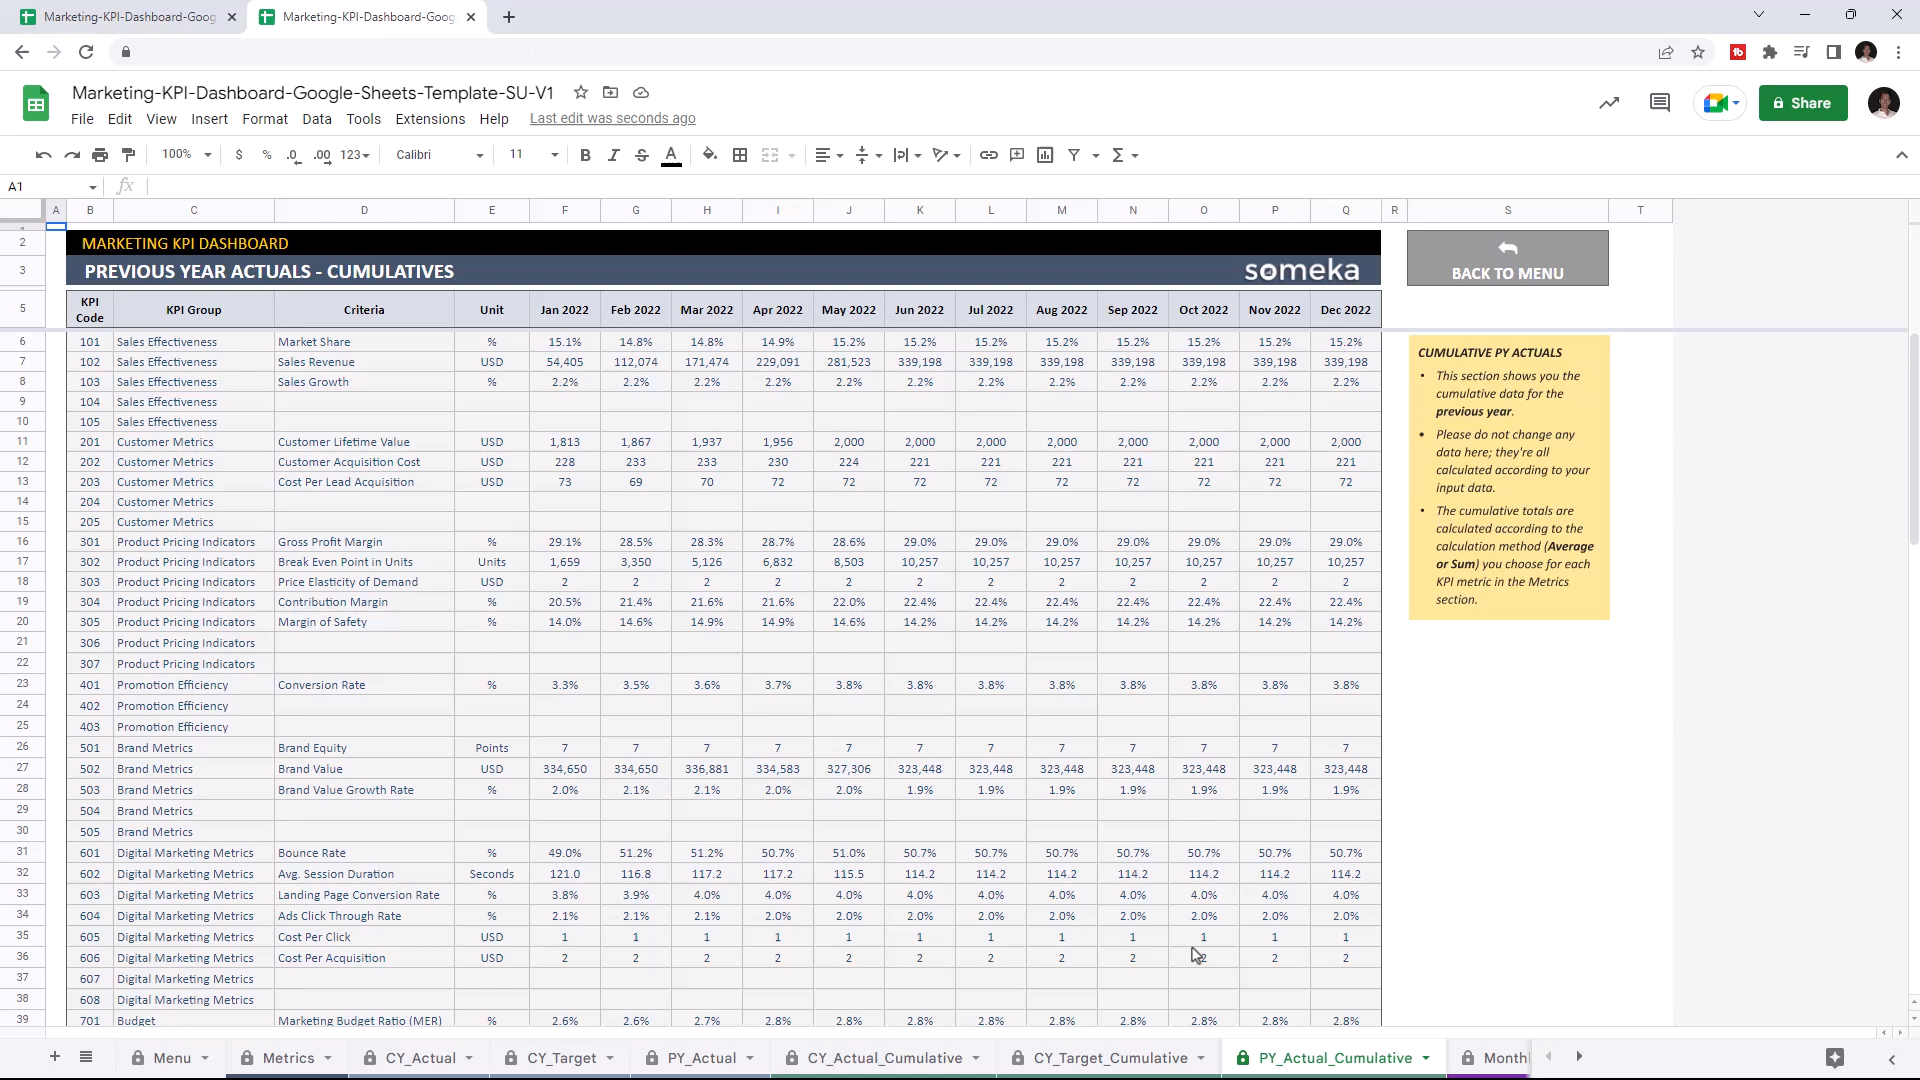 Marketing-KPI-Dashboard-Goog
Marketing-KPI-Dashboard-Goog
Marketing-KPI-Dashboard-Google-Sheets-Template-SU-V1
Share
File Edit View Insert Format Data Tools Extensions Help Last edit was seconds ago
100% $ % .0 .00 123 Calibri 11 B I S A
A1 fx
A B C D E F G H I J K L M N O P Q R S T
2 MARKETING KPI DASHBOARD
3 PREVIOUS YEAR ACTUALS - CUMULATIVES someka
BACK TO MENU
5 KPI Code KPI Group Criteria Unit Jan 2022 Feb 2022 Mar 2022 Apr 2022 May 2022 Jun 2022 Jul 2022 Aug 2022 Sep 2022 Oct 2022 Nov 2022 Dec 2022
6 101 Sales Effectiveness Market Share % 15.1% 14.8% 14.8% 14.9% 15.2% 15.2% 15.2% 15.2% 15.2% 15.2% 15.2% 15.2%
7 102 Sales Effectiveness Sales Revenue USD 54,405 112,074 171,474 229,091 281,523 339,198 339,198 339,198 339,198 339,198 339,198 339,198
8 103 Sales Effectiveness Sales Growth % 2.2% 2.2% 2.2% 2.2% 2.2% 2.2% 2.2% 2.2% 2.2% 2.2% 2.2% 2.2%
9 104 Sales Effectiveness
10 105 Sales Effectiveness
11 201 Customer Metrics Customer Lifetime Value USD 1,813 1,867 1,937 1,956 2,000 2,000 2,000 2,000 2,000 2,000 2,000 2,000
12 202 Customer Metrics Customer Acquisition Cost USD 228 233 233 230 224 221 221 221 221 221 221 221
13 203 Customer Metrics Cost Per Lead Acquisition USD 73 69 70 72 72 72 72 72 72 72 72 72
14 204 Customer Metrics
15 205 Customer Metrics
16 301 Product Pricing Indicators Gross Profit Margin % 29.1% 28.5% 28.3% 28.7% 28.6% 29.0% 29.0% 29.0% 29.0% 29.0% 29.0% 29.0%
17 302 Product Pricing Indicators Break Even Point in Units Units 1,659 3,350 5,126 6,832 8,503 10,257 10,257 10,257 10,257 10,257 10,257 10,257
18 303 Product Pricing Indicators Price Elasticity of Demand USD 2 2 2 2 2 2 2 2 2 2 2 2
19 304 Product Pricing Indicators Contribution Margin % 20.5% 21.4% 21.6% 21.6% 22.0% 22.4% 22.4% 22.4% 22.4% 22.4% 22.4% 22.4%
20 305 Product Pricing Indicators Margin of Safety % 14.0% 14.6% 14.9% 14.9% 14.6% 14.2% 14.2% 14.2% 14.2% 14.2% 14.2% 14.2%
21 306 Product Pricing Indicators
22 307 Product Pricing Indicators
23 401 Promotion Efficiency Conversion Rate % 3.3% 3.5% 3.6% 3.7% 3.8% 3.8% 3.8% 3.8% 3.8% 3.8% 3.8% 3.8%
24 402 Promotion Efficiency
25 403 Promotion Efficiency
26 501 Brand Metrics Brand Equity Points 7 7 7 7 7 7 7 7 7 7 7 7
27 502 Brand Metrics Brand Value USD 334,650 334,650 336,881 334,583 327,306 323,448 323,448 323,448 323,448 323,448 323,448 323,448
28 503 Brand Metrics Brand Value Growth Rate % 2.0% 2.1% 2.1% 2.0% 2.0% 1.9% 1.9% 1.9% 1.9% 1.9% 1.9% 1.9%
29 504 Brand Metrics
30 505 Brand Metrics
31 601 Digital Marketing Metrics Bounce Rate % 49.0% 51.2% 51.2% 50.7% 51.0% 50.7% 50.7% 50.7% 50.7% 50.7% 50.7% 50.7%
32 602 Digital Marketing Metrics Avg. Session Duration Seconds 121.0 116.8 117.2 117.2 115.5 114.2 114.2 114.2 114.2 114.2 114.2 114.2
33 603 Digital Marketing Metrics Landing Page Conversion Rate % 3.8% 3.9% 4.0% 4.0% 4.0% 4.0% 4.0% 4.0% 4.0% 4.0% 4.0% 4.0%
34 604 Digital Marketing Metrics Ads Click Through Rate % 2.1% 2.1% 2.1% 2.0% 2.0% 2.0% 2.0% 2.0% 2.0% 2.0% 2.0% 2.0%
35 605 Digital Marketing Metrics Cost Per Click USD 1 1 1 1 1 1 1 1 1 1 1 1
36 606 Digital Marketing Metrics Cost Per Acquisition USD 2 2 2 2 2 2 2 2 2 2 2 2
37 607 Digital Marketing Metrics
38 608 Digital Marketing Metrics
39 701 Budget Marketing Budget Ratio (MER) % 2.6% 2.6% 2.7% 2.8% 2.8% 2.8% 2.8% 2.8% 2.8% 2.8% 2.8% 2.8%
CUMULATIVE PY ACTUALS
• This section shows you the
cumulative data for the
previous year.
• Please do not change any
data here; they're all
calculated according to your
input data.
• The cumulative totals are
calculated according to the
calculation method (Average
or Sum) you choose for each
KPI metric in the Metrics
section.
Menu Metrics CY_Actual CY_Target PY_Actual CY_Actual_Cumulative CY_Target_Cumulative PY_Actual_Cumulative Month